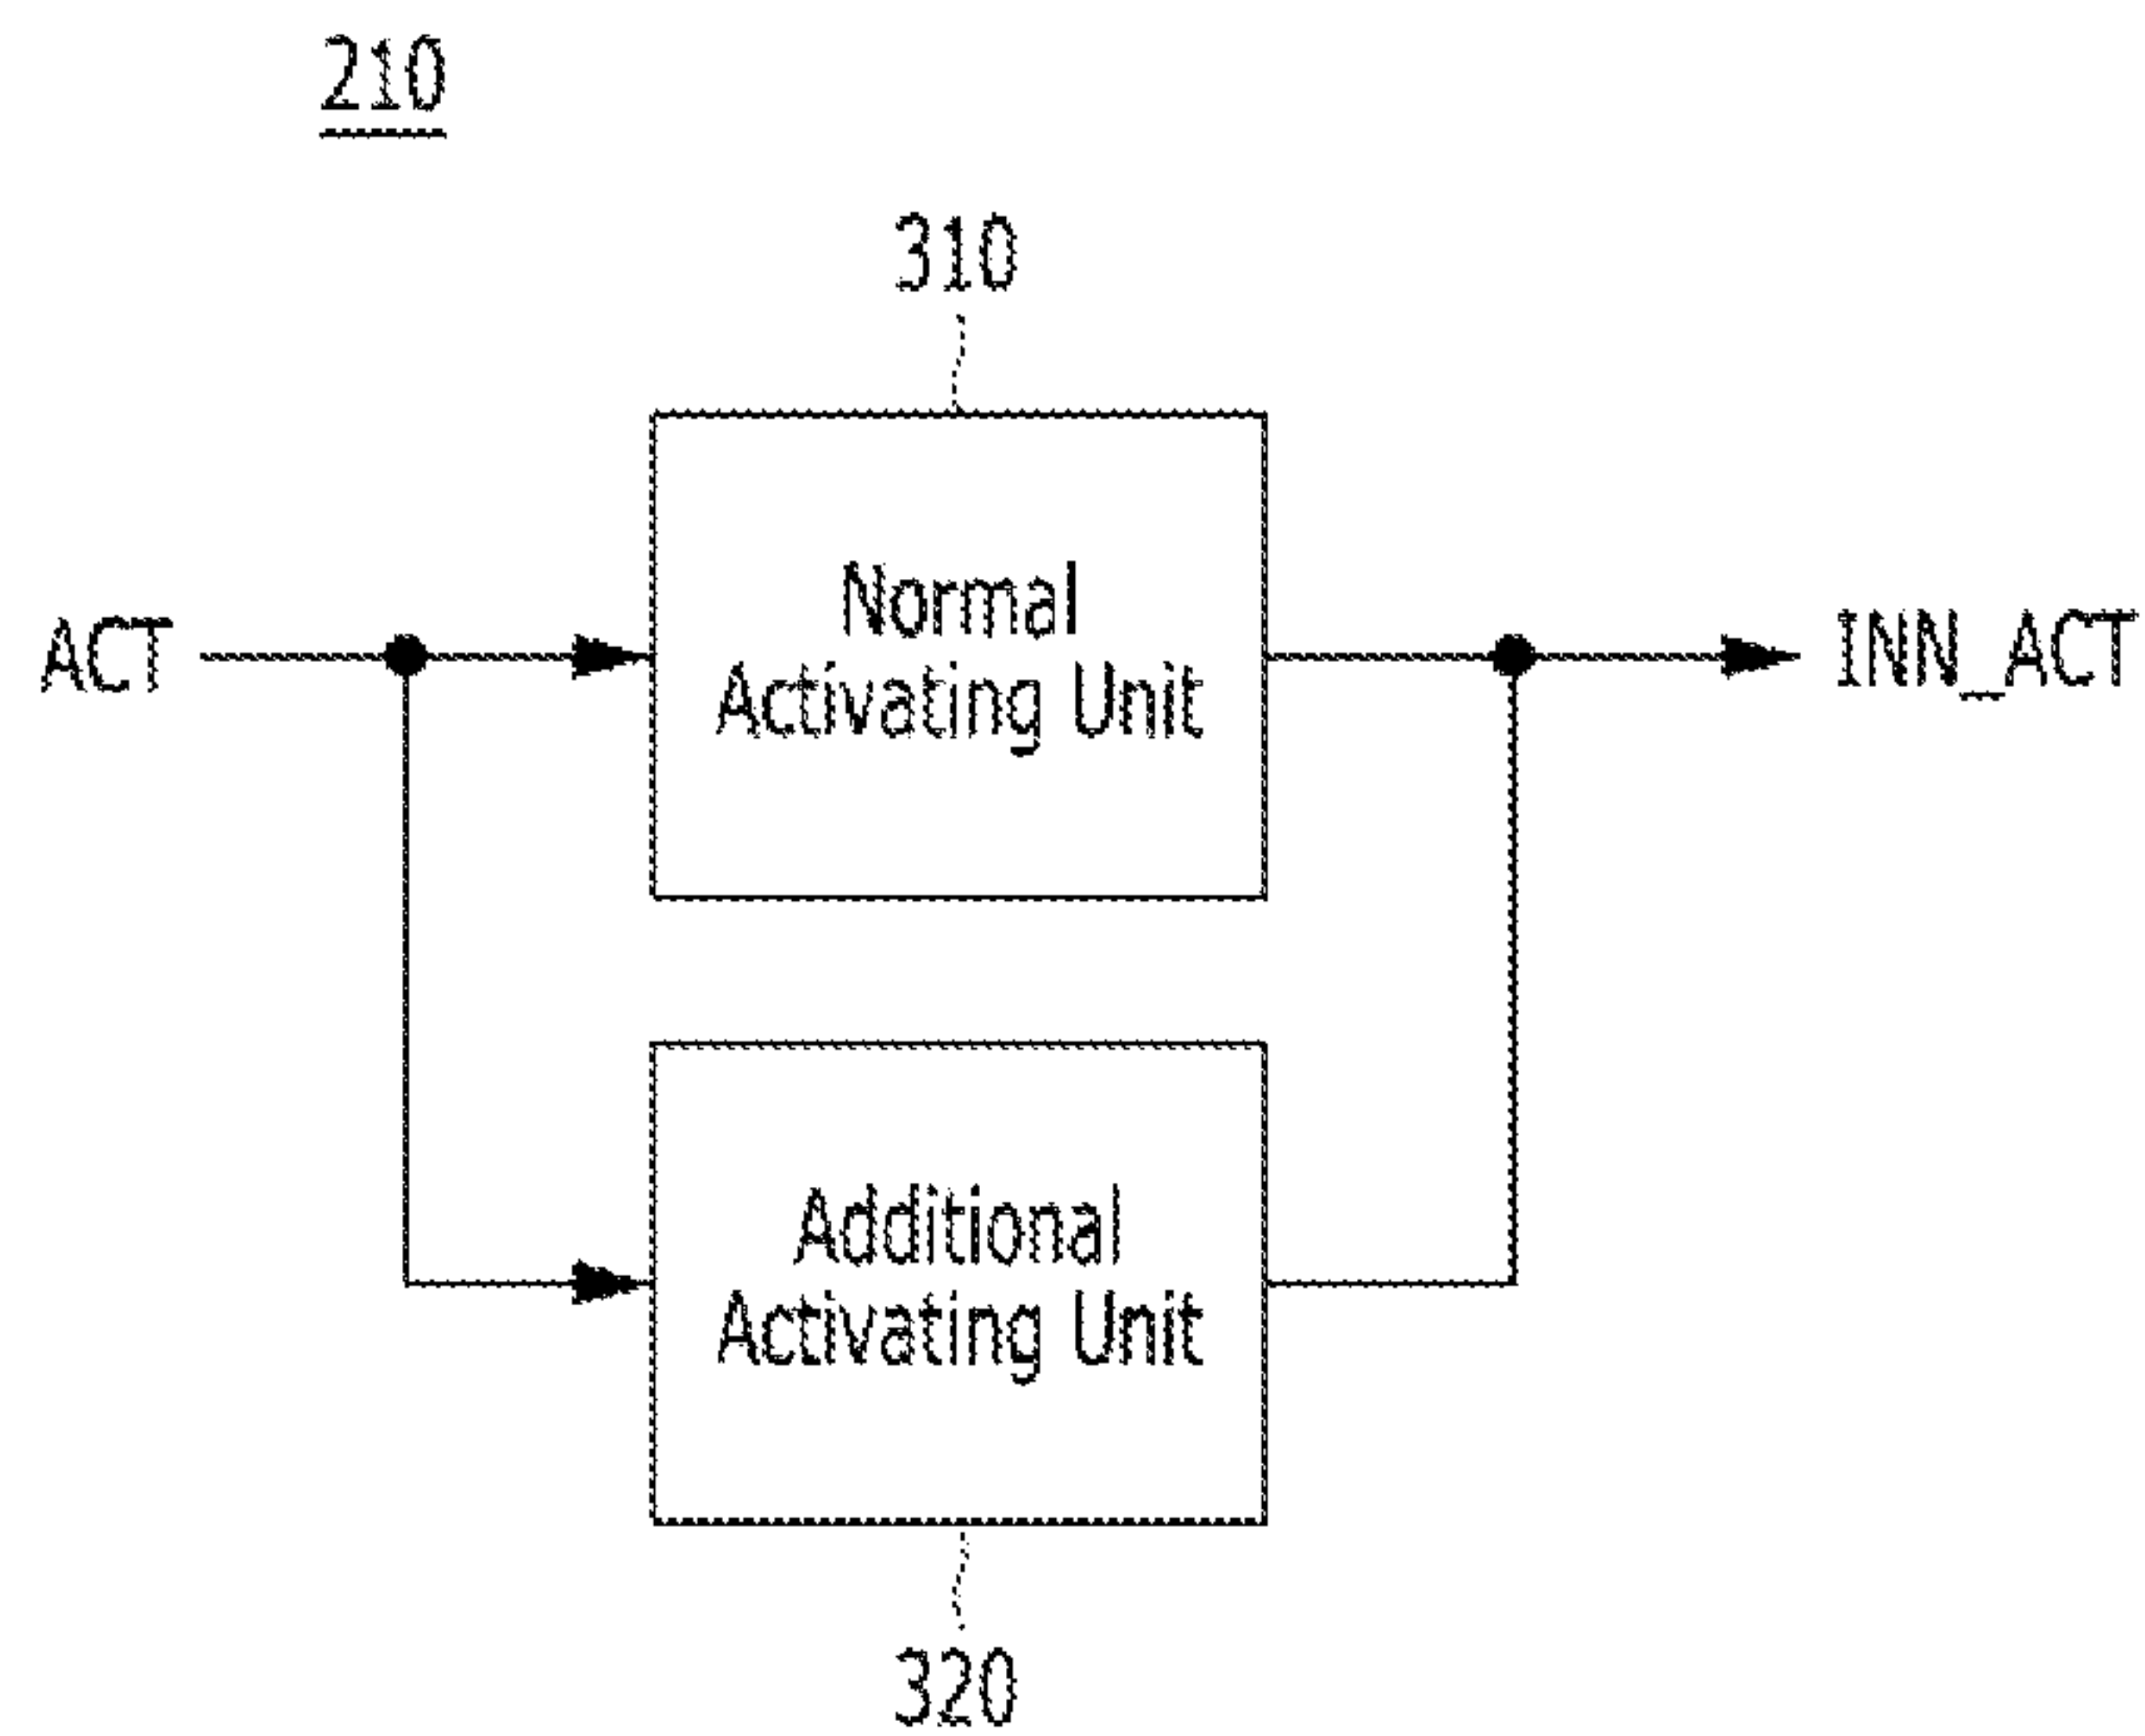 210
310
Normal
Activating Unit
ACT
INN_ACT
Additional
Activating Unit
320